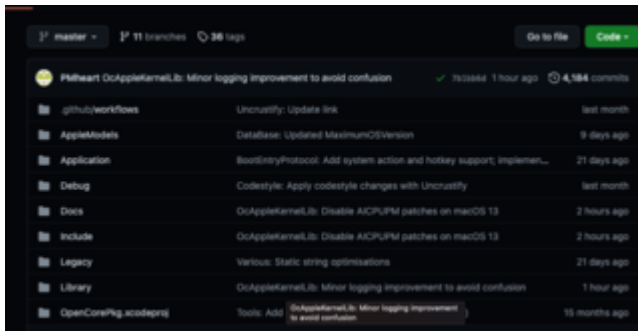 master 11 branches 36 tags Go to file Code
PMheart OcAppleKernelLib: Minor logging improvement to avoid confusion 1 hour ago 4,184 commits
.github/workflows Uncrustify: Update link last month
AppleModels DataBase: Updated MaximumOSVersion 9 days ago
Application BootEntryProtocol: Add system action and hotkey support; implemen... 21 days ago
Debug Codestyle: Apply codestyle changes with Uncrustify last month
Docs OcAppleKernelLib: Disable AICPUPM patches on macOS 13 2 hours ago
Include OcAppleKernelLib: Disable AICPUPM patches on macOS 13 2 hours ago
Legacy Various: Static string optimisations 21 days ago
Library OcAppleKernelLib: Minor logging improvement to avoid confusion 1 hour ago
OpenCorePkg.xcodeproj Tools: Add ) 15 months ago
OcAppleKernelLib: Minor logging improvement
to avoid confusion